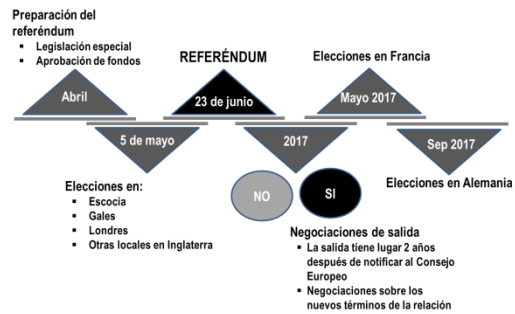 Preparación del
referéndum
▪ Legislación especial
▪ Aprobación de fondos
REFERÉNDUM
Elecciones en Francia
Abril
23 de junio
Mayo 2017
5 de mayo
2017
Sep 2017
Elecciones en:
▪ Escocia
▪ Gales
▪ Londres
▪ Otras locales en Inglaterra
NO
SI
Elecciones en Alemania
Negociaciones de salida
▪ La salida tiene lugar 2 años
después de notificar al Consejo
Europeo
▪ Negociaciones sobre los
nuevos términos de la relación